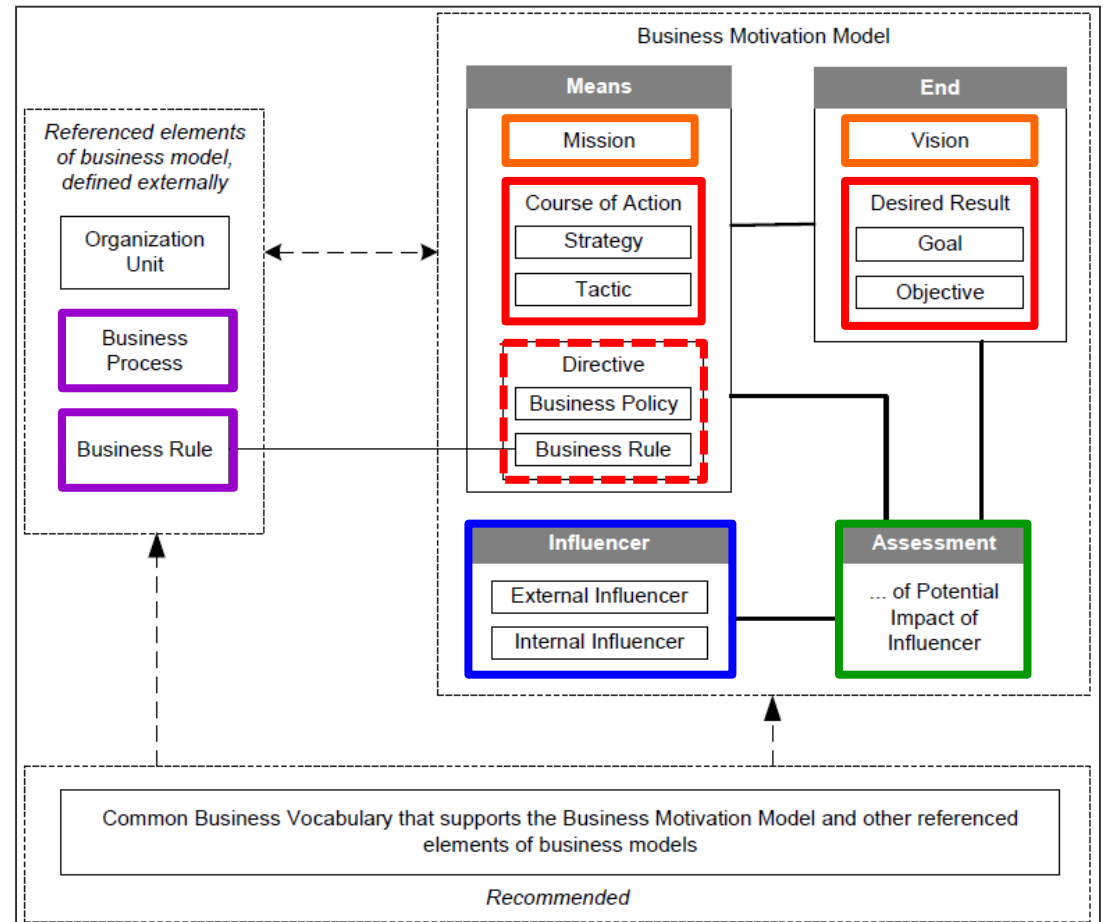 Business Motivation Model
Means
Mission
Course of Action
Strategy
Tactic
Directive
Business Policy
Business Rule
End
Vision
Desired Result
Goal
Objective
Referenced elements
of business model,
defined externally
Organization
Unit
Business
Process
Business Rule
Influencer
External Influencer
Internal Influencer
Assessment
... of Potential
Impact of
Influencer
Common Business Vocabulary that supports the Business Motivation Model and other referenced
elements of business models
Recommended